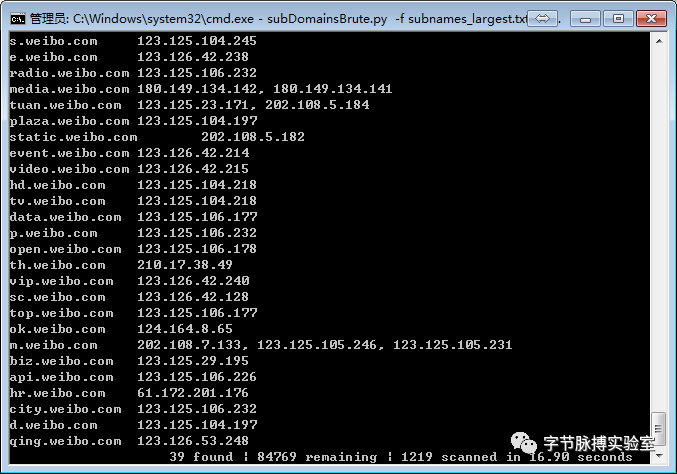 管理员: C:\Windows\system32\cmd.exe - subDomainsBrute.py -f subnames_largest.txt
s.weibo.com 123.125.104.245
e.weibo.com 123.126.42.238
radio.weibo.com 123.125.106.232
media.weibo.com 180.149.134.142, 180.149.134.141
tuan.weibo.com 123.125.23.171, 202.108.5.184
plaza.weibo.com 123.125.104.197
static.weibo.com 202.108.5.182
event.weibo.com 123.126.42.214
video.weibo.com 123.126.42.215
hd.weibo.com 123.125.104.218
tv.weibo.com 123.125.104.218
data.weibo.com 123.125.106.177
p.weibo.com 123.125.106.232
open.weibo.com 123.125.106.178
th.weibo.com 210.17.38.49
vip.weibo.com 123.126.42.240
sc.weibo.com 123.126.42.128
top.weibo.com 123.125.106.177
ok.weibo.com 124.164.8.65
m.weibo.com 202.108.7.133, 123.125.105.246, 123.125.105.231
biz.weibo.com 123.125.29.195
api.weibo.com 123.125.106.226
hr.weibo.com 61.172.201.176
city.weibo.com 123.125.106.232
d.weibo.com 123.125.104.197
qing.weibo.com 123.126.53.248
字节脉搏实验室
39 found | 84769 remaining | 1219 scanned in 16.90 seconds